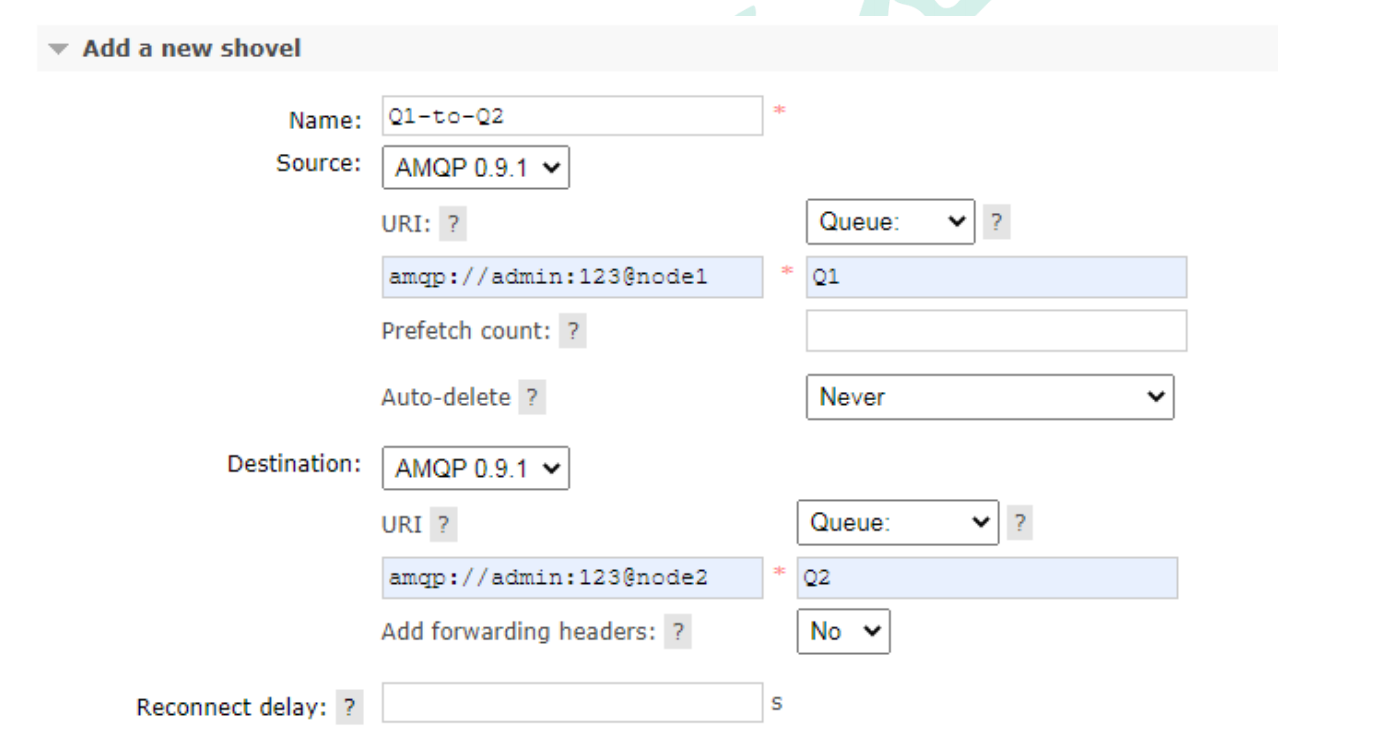 Add a new shovel
Name: Q1-to-Q2 *
Source: AMQP 0.9.1
URI: ? Queue: ?
amqp://admin:123@node1 * Q1
Prefetch count: ?
Auto-delete ? Never
Destination: AMQP 0.9.1
URI ? Queue: ?
amqp://admin:123@node2 * Q2
Add forwarding headers: ? No
Reconnect delay: ? s